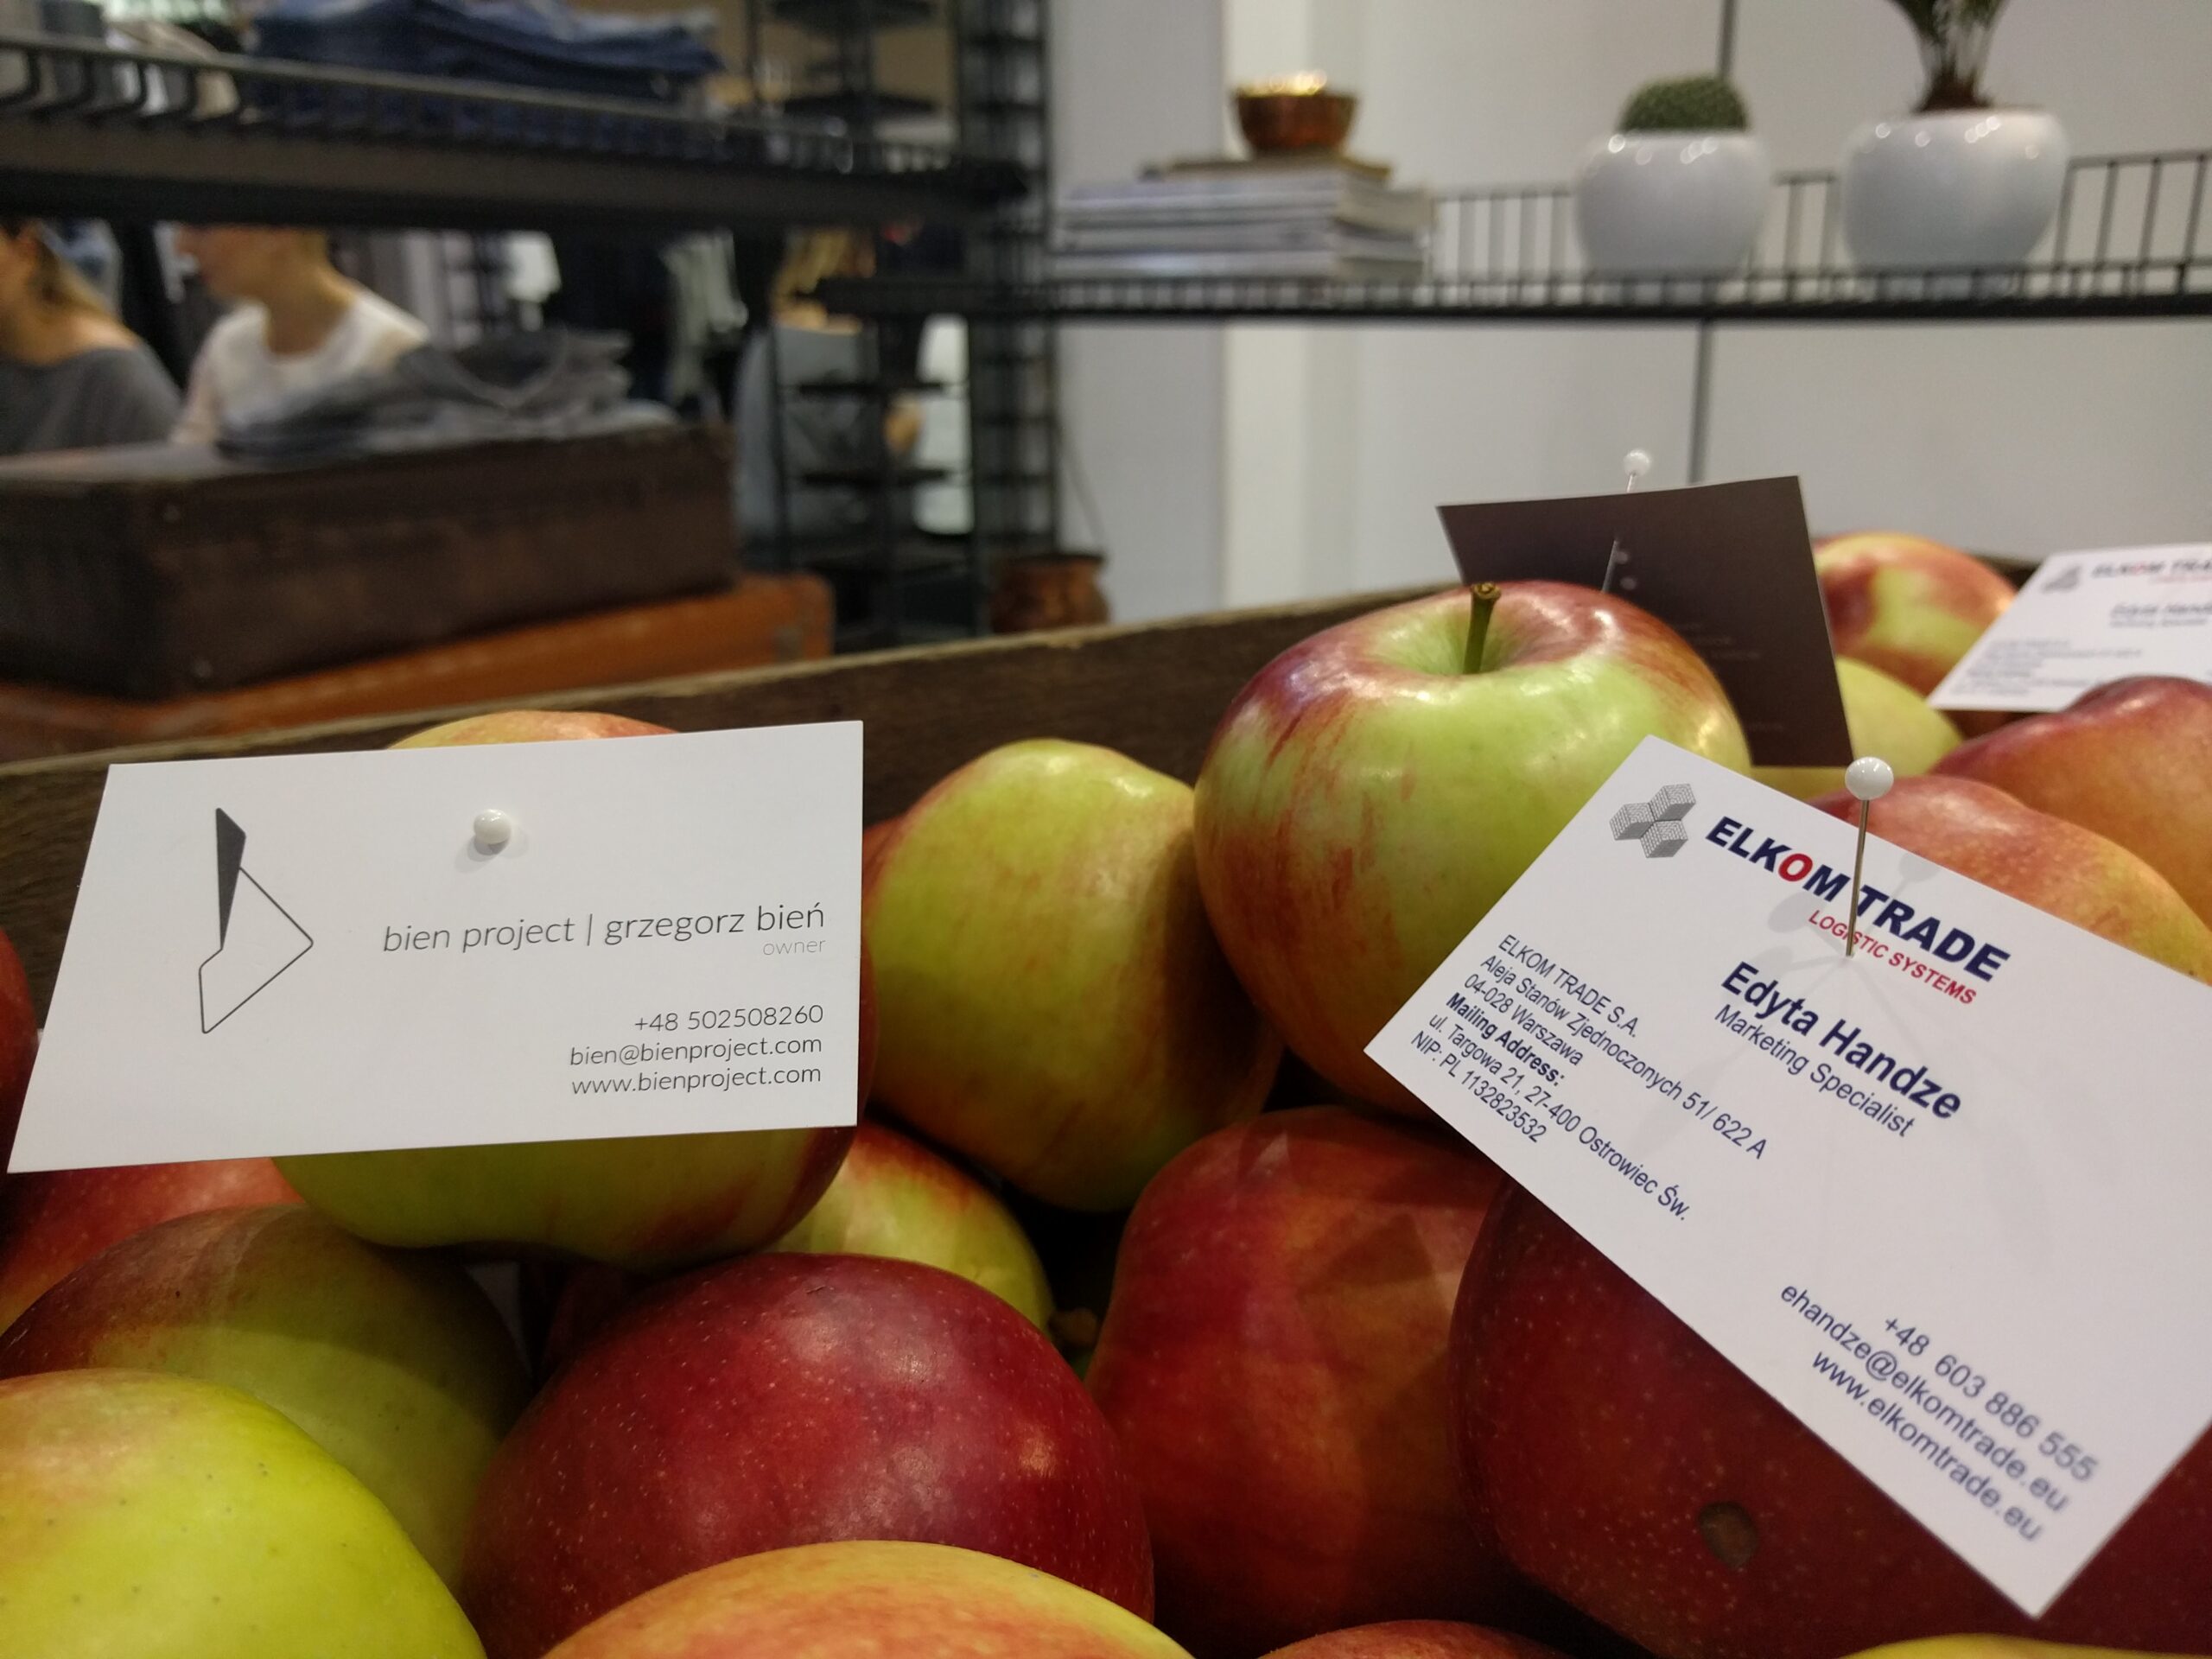 bien project | grzegorz bień
owner
+48 502508260
bien@bienproject.com
www.bienproject.com
ELKOM TRADE
LOGISTIC SYSTEMS
Edyta Handze
Marketing Specialist
ELKOM TRADE S.A.
Aleja Stanów Zjednoczonych 51/ 622 A
04-028 Warszawa
Mailing Address:
ul. Targowa 21, 27-400 Ostrowiec Św.
NIP: PL 1132823532
+48 603 886 555
ehandze@elkomtrade.eu
www.elkomtrade.eu
ELKOM
Edyta